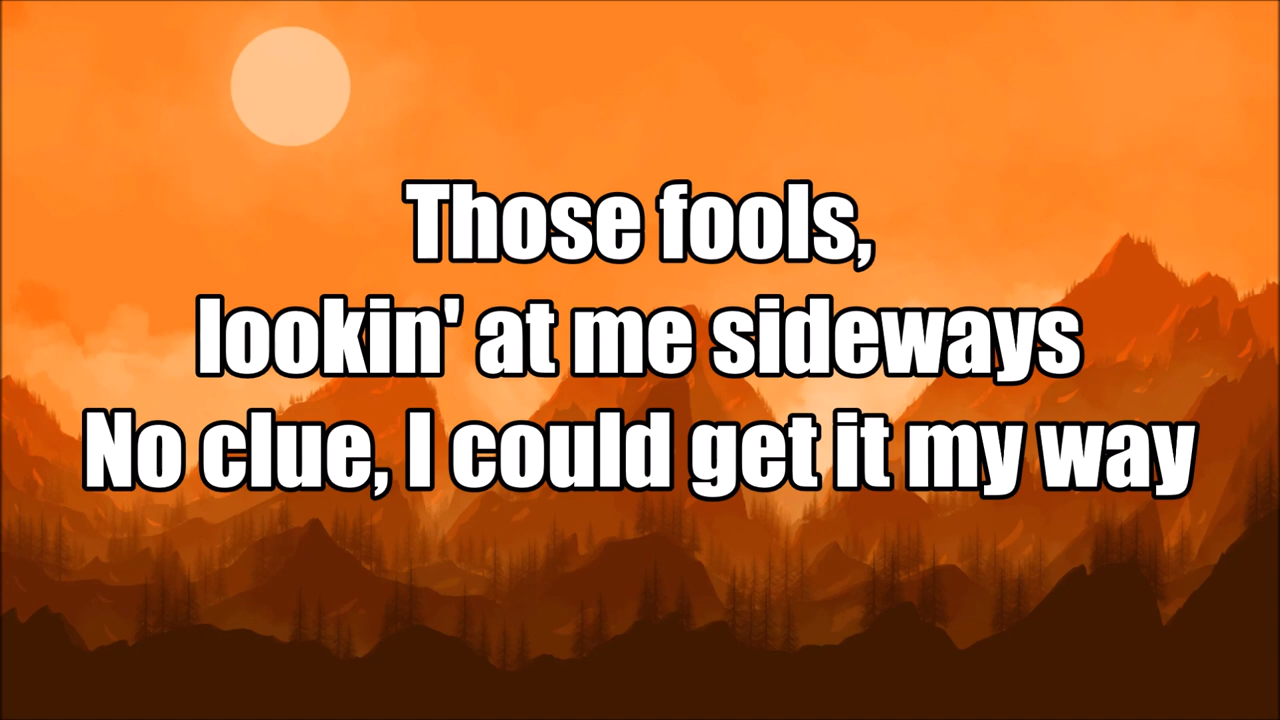 Those fools,
lookin' at me sideways
No clue, I could get it my way